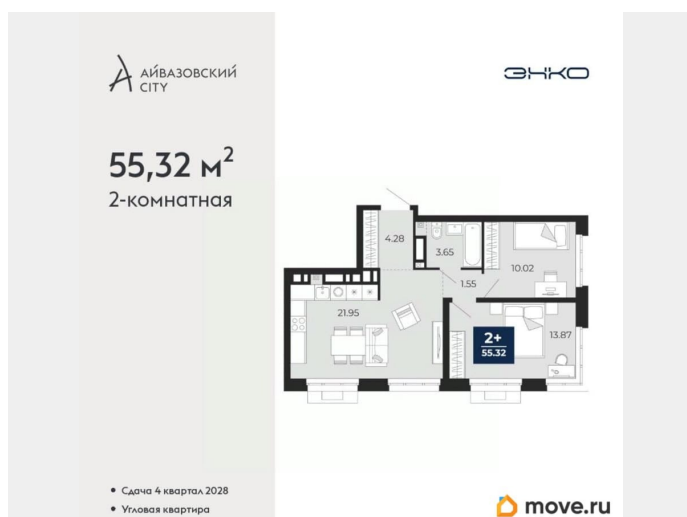 АЙВАЗОВСКИЙ
CITY
ЭНКО
55,32 м²
2-комнатная
4.28
3.65
10.02
1.55
21.95
13.87
2+
55.32
• Сдача 4 квартал 2028
• Угловая квартира
move.ru